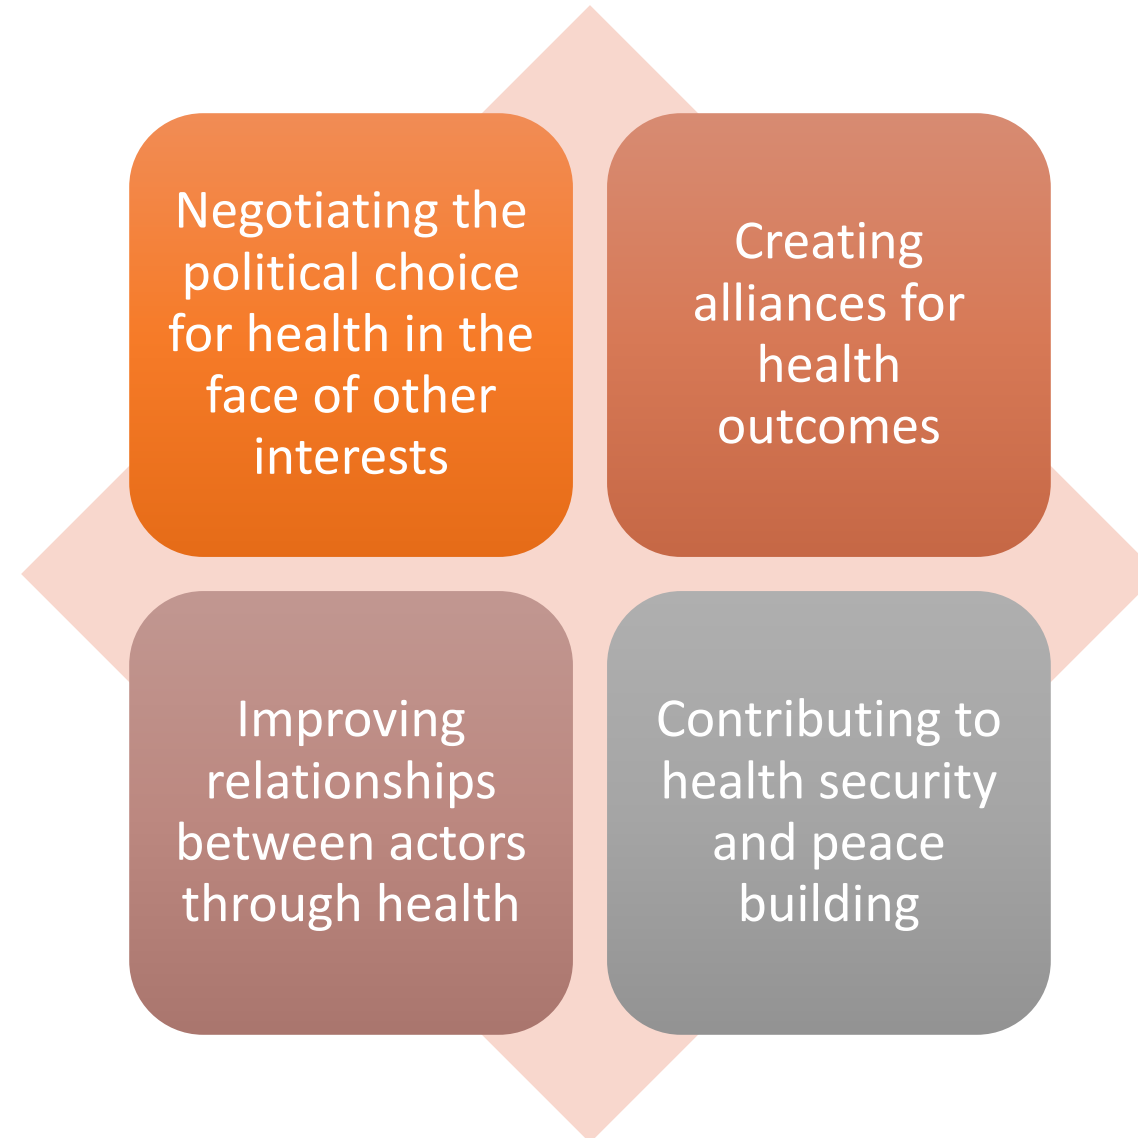 Negotiating the
political choice
for health in the
face of other
interests
Creating
alliances for
health
outcomes
Improving
relationships
between actors
through health
Contributing to
health security
and peace
building